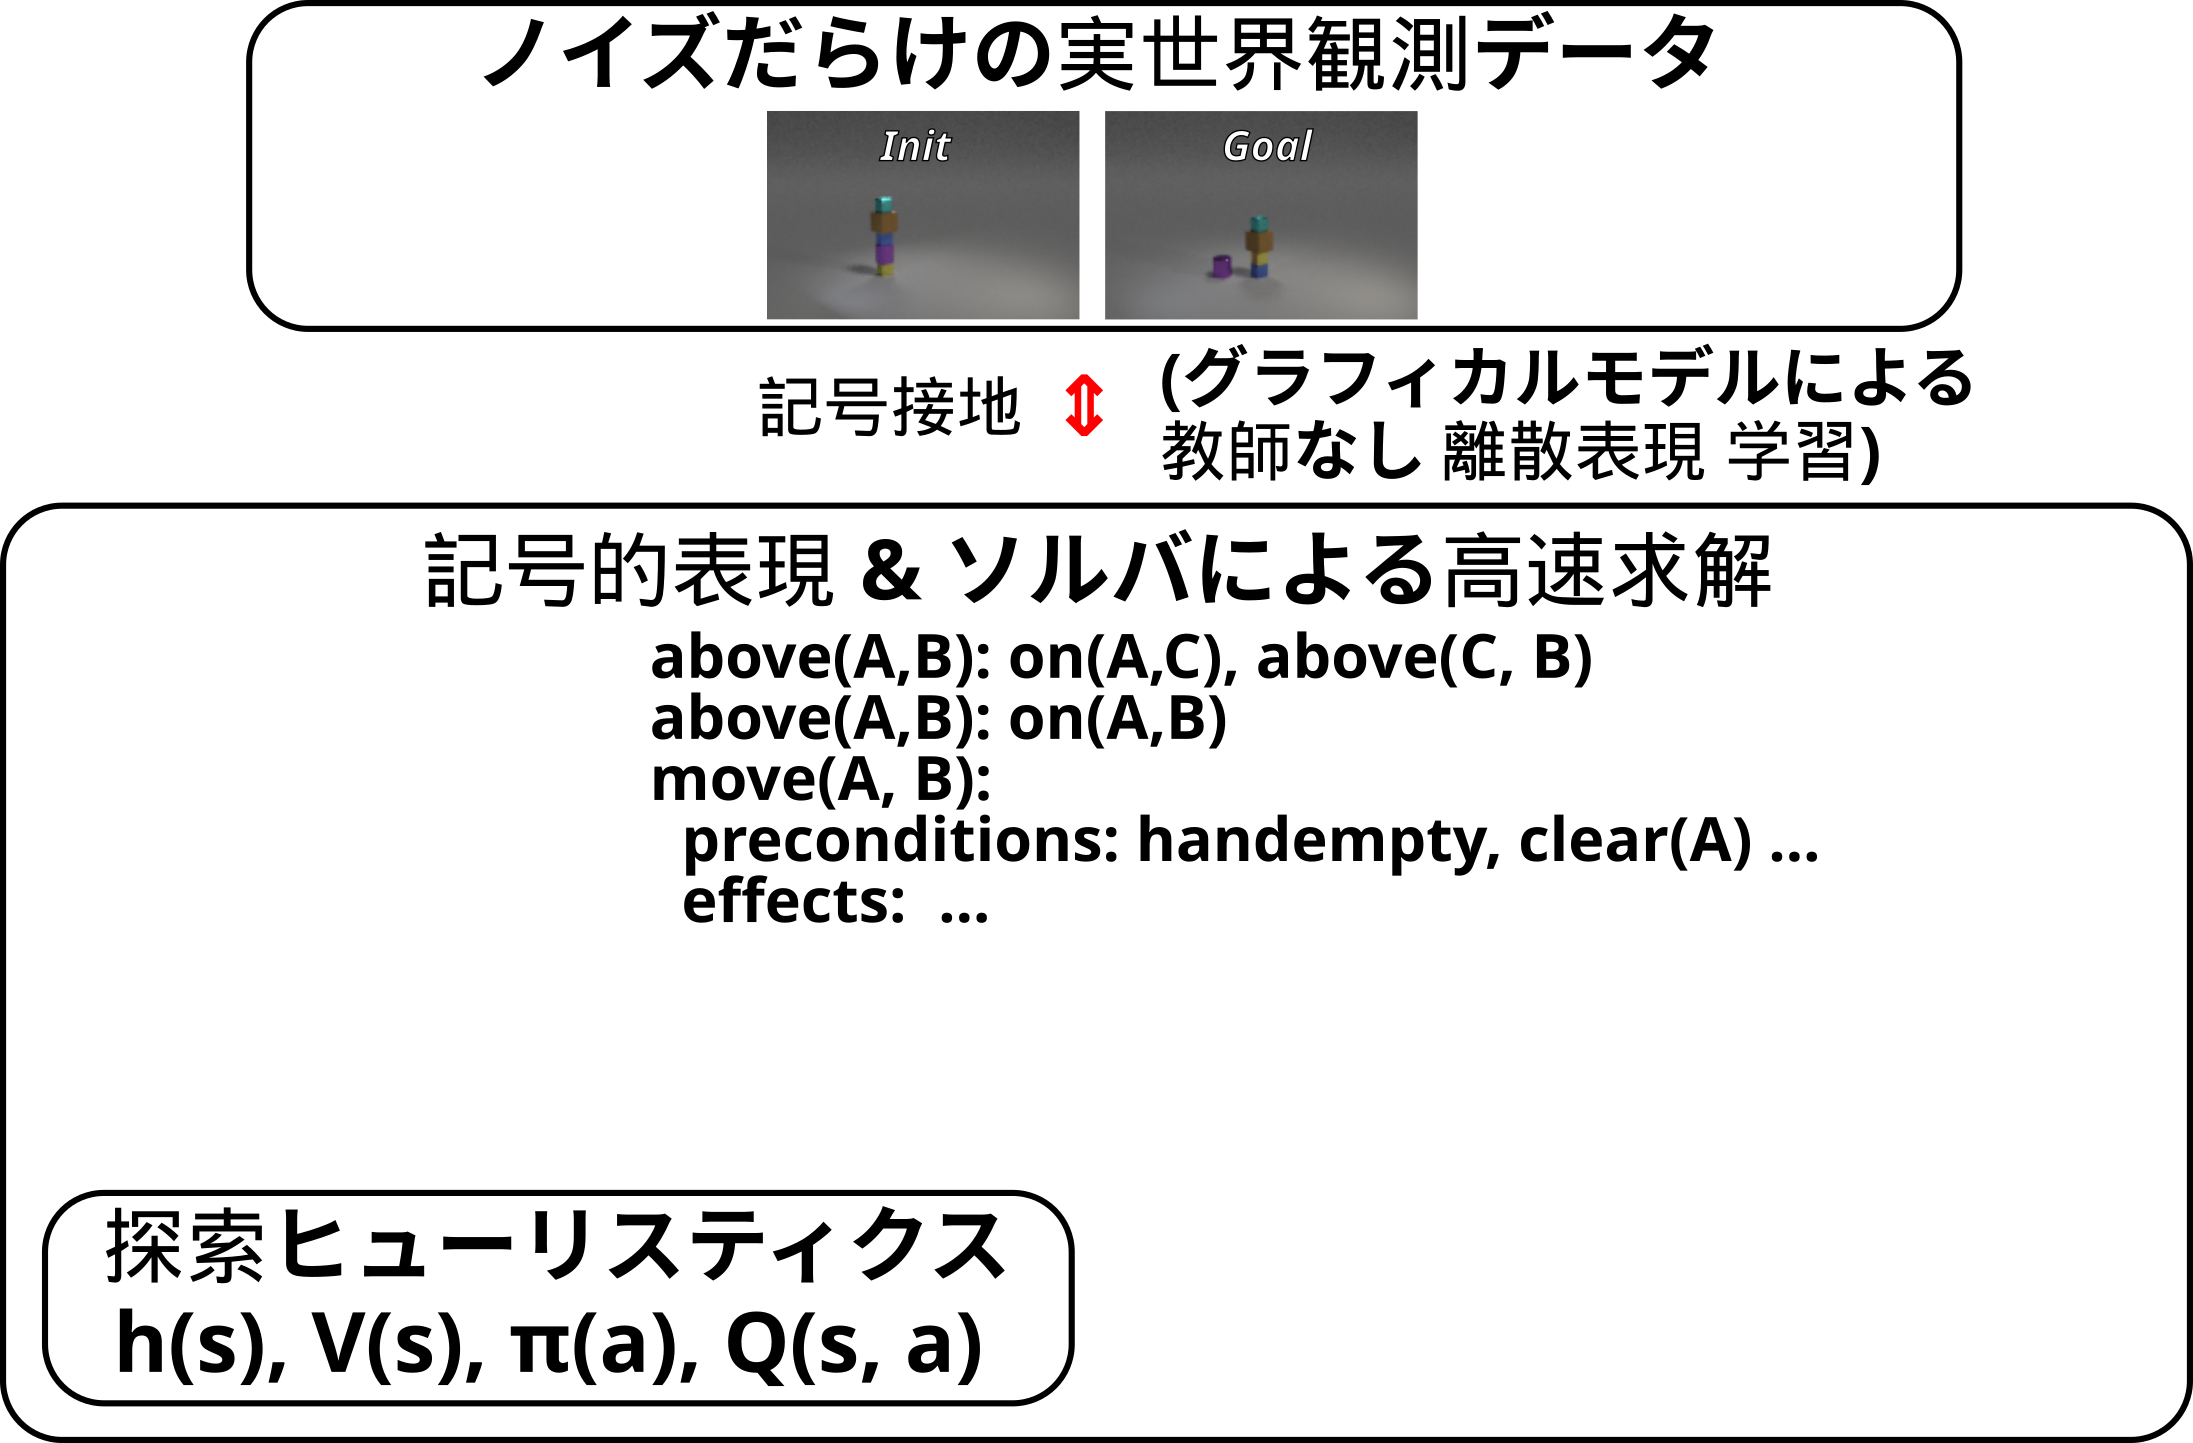 ノイズだらけの実世界観測データ
Init
Goal
記号接地 ⇕
(グラフィカルモデルによる
教師なし 離散表現 学習)
記号的表現 & ソルバによる高速求解
above(A,B): on(A,C), above(C, B)
above(A,B): on(A,B)
move(A, B):
preconditions: handempty, clear(A) ...
effects: ...
探索ヒューリスティクス
h(s), V(s), π(a), Q(s, a)